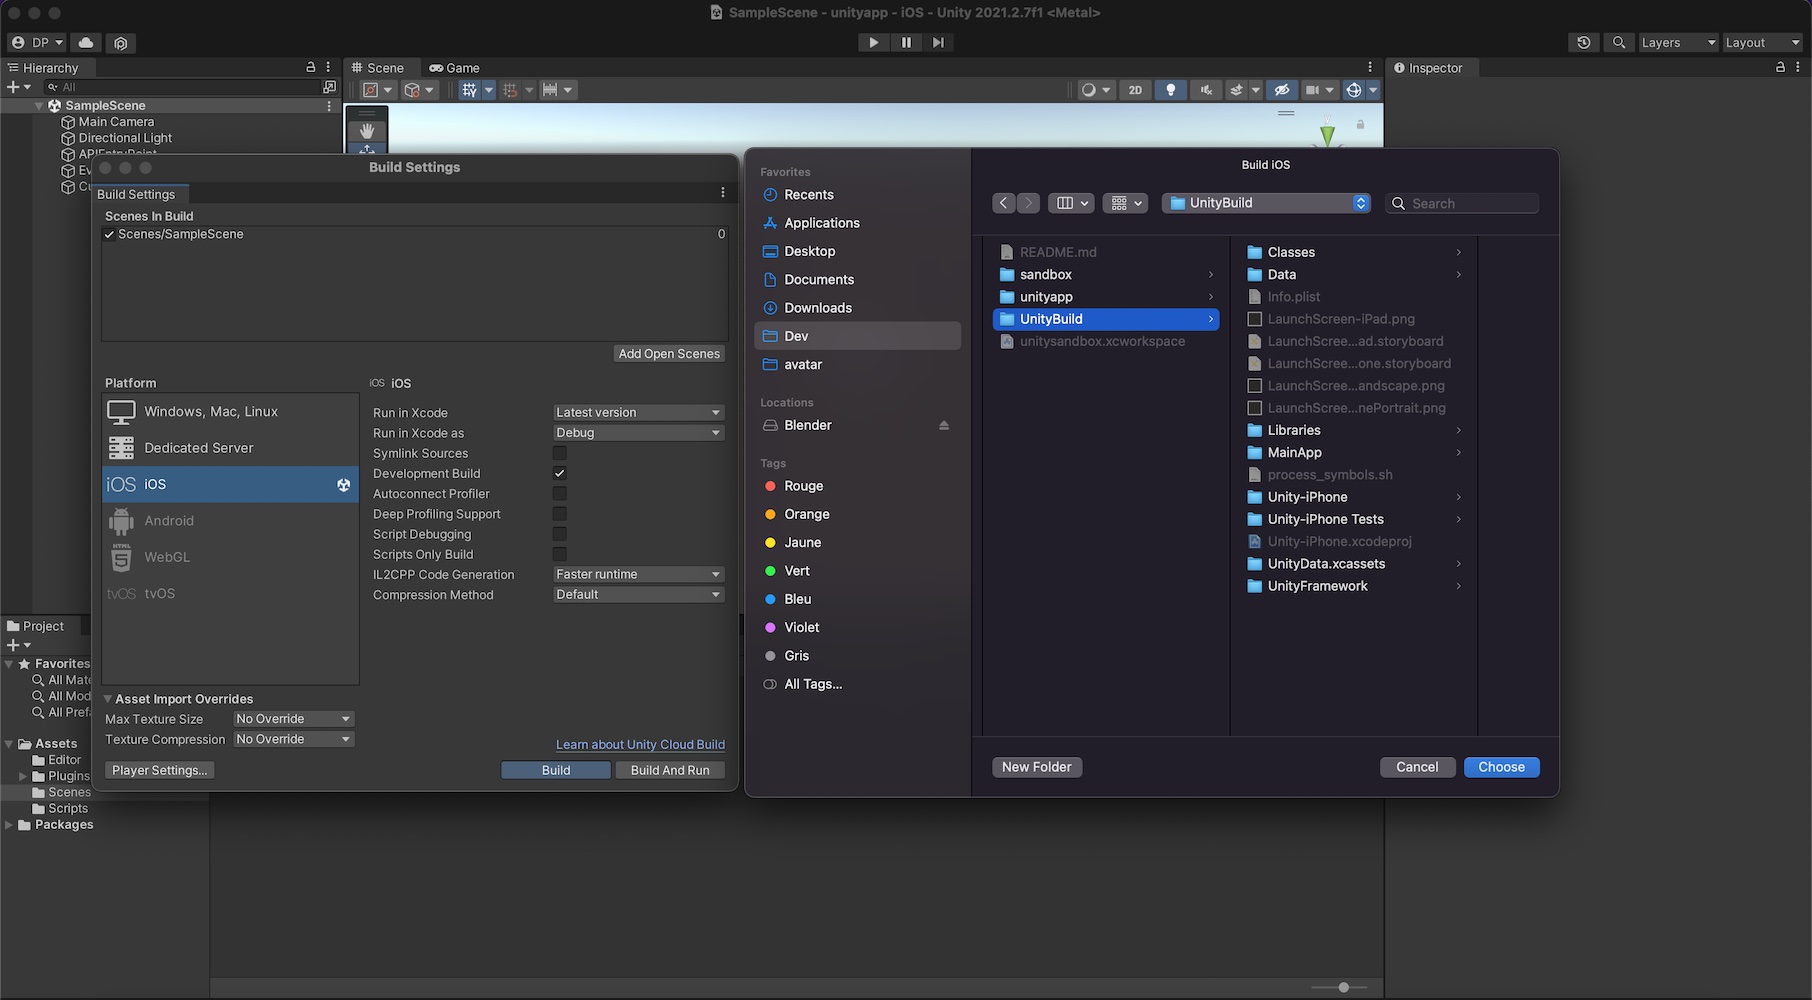 SampleScene - unityapp - iOS - Unity 2021.2.7f1 <Metal>
DP
Layers
Layout
Hierarchy
All
SampleScene
Main Camera
Directional Light
APIEntryPoint
Scene
Game
2D
Inspector
Build Settings
Build Settings
Scenes In Build
Scenes/SampleScene
0
Add Open Scenes
Platform
Windows, Mac, Linux
Dedicated Server
iOS iOS
Android
HTML
WebGL
tvOS tvOS
iOS iOS
Run in Xcode
Latest version
Run in Xcode as
Debug
Symlink Sources
Development Build
Autoconnect Profiler
Deep Profiling Support
Script Debugging
Scripts Only Build
IL2CPP Code Generation
Faster runtime
Compression Method
Default
Asset Import Overrides
Max Texture Size
No Override
Texture Compression
No Override
Learn about Unity Cloud Build
Player Settings...
Build
Build And Run
Project
Favorites
All Mate
All Mod
All Pref
Assets
Editor
Plugins
Scenes
Scripts
Packages
Build iOS
Favorites
Recents
Applications
Desktop
Documents
Downloads
Dev
avatar
Locations
Blender
Tags
Rouge
Orange
Jaune
Vert
Bleu
Violet
Gris
All Tags...
UnityBuild
Search
README.md
sandbox
unityapp
UnityBuild
unitysandbox.xcworkspace
Classes
Data
Info.plist
LaunchScreen-iPad.png
LaunchScree...ad.storyboard
LaunchScree...one.storyboard
LaunchScree...andscape.png
LaunchScree...nePortrait.png
Libraries
MainApp
process_symbols.sh
Unity-iPhone
Unity-iPhone Tests
Unity-iPhone.xcodeproj
UnityData.xcassets
UnityFramework
New Folder
Cancel
Choose